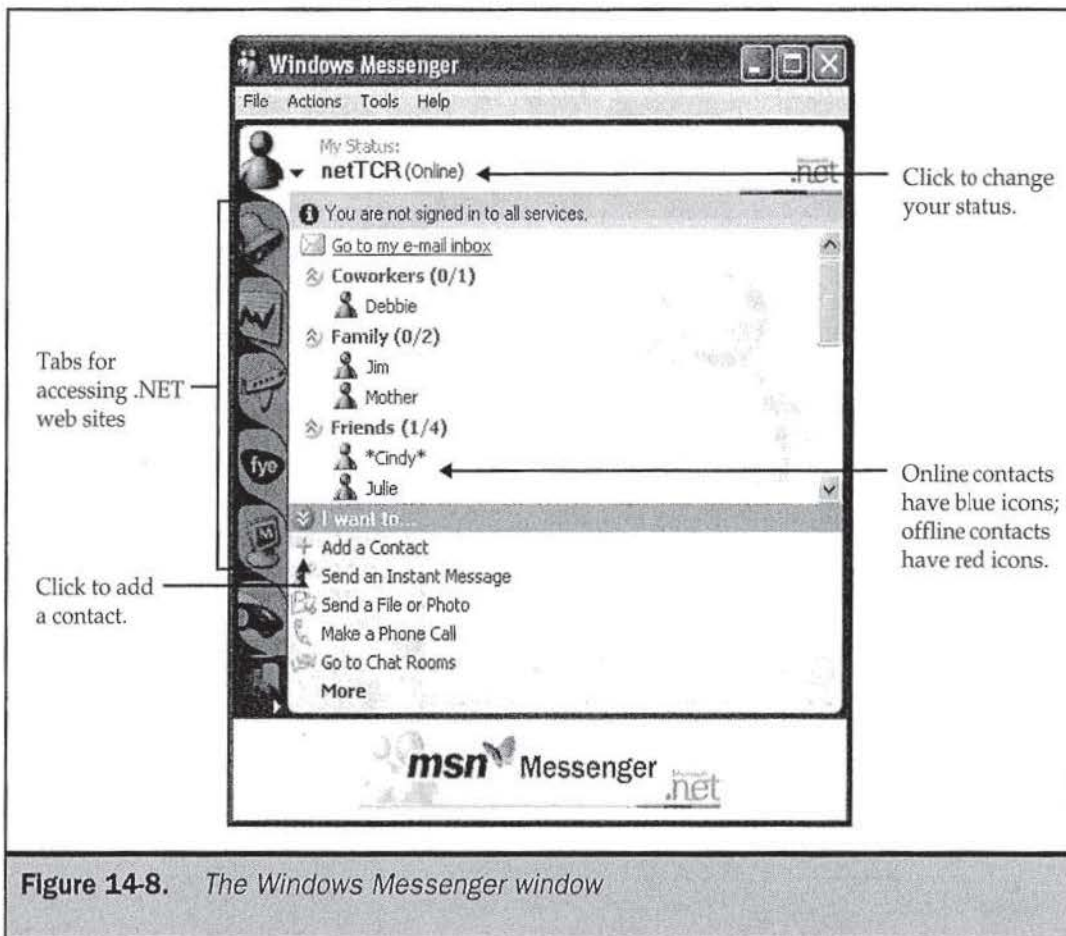 Windows Messenger
File Actions Tools Help
My Status:
netTCR (Online)
.net
Click to change
your status.
You are not signed in to all services.
Go to my e-mail inbox
Coworkers (0/1)
Debbie
Family (0/2)
Jim
Mother
Friends (1/4)
*Cindy*
Julie
Tabs for
accessing .NET
web sites
fye
Online contacts
have blue icons;
offline contacts
have red icons.
I want to...
Add a Contact
Send an Instant Message
Send a File or Photo
Make a Phone Call
Go to Chat Rooms
More
Click to add
a contact.
msn Messenger
.net
Figure 14-8. The Windows Messenger window